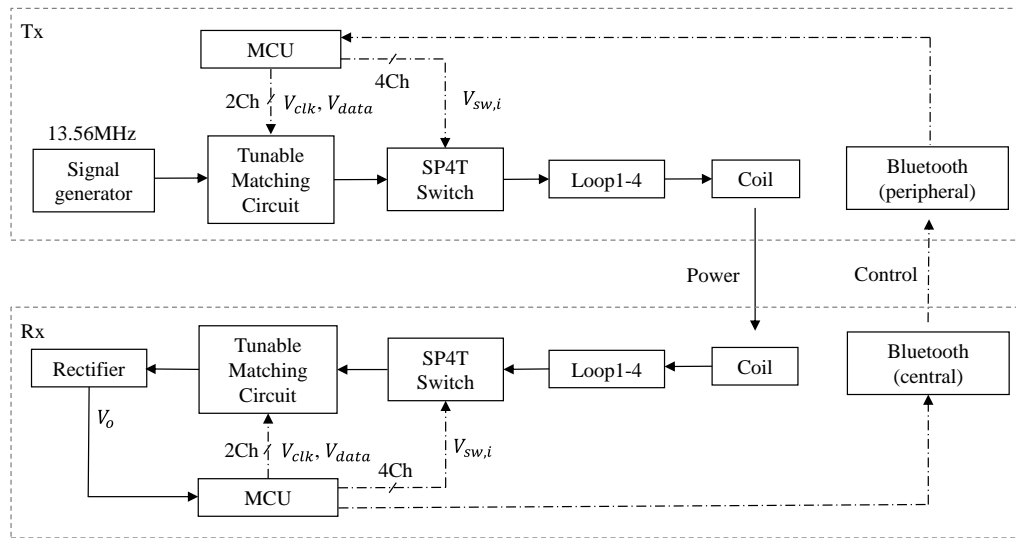 Tx
MCU
4Ch
2Ch
V_clk, V_data
V_sw,i
13.56MHz
Signal
generator
Tunable
Matching
Circuit
SP4T
Switch
Loop1-4
Coil
Bluetooth
(peripheral)
Power
Control
Rx
Rectifier
Tunable
Matching
Circuit
SP4T
Switch
Loop1-4
Coil
Bluetooth
(central)
V_o
2Ch
V_clk, V_data
4Ch
V_sw,i
MCU